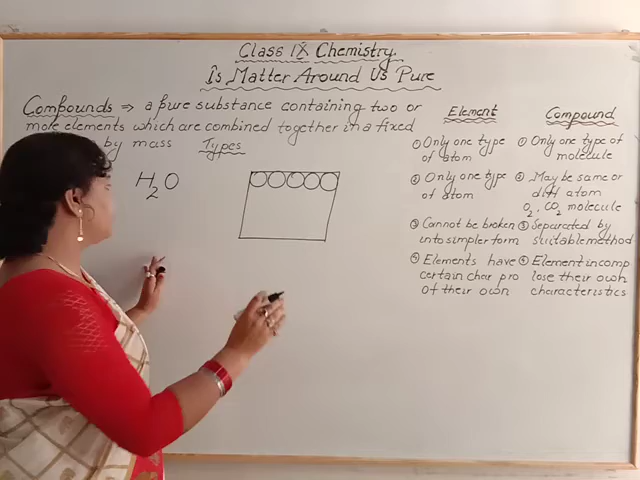 Class IX Chemistry.
Is Matter Around Us Pure
Compounds ⇒ a pure substance containing two or
more elements which are combined together in a fixed
by mass Types
H2O
Element
① Only one type
of atom
② Only one type
of atom
③ Cannot be broken
into simpler form
④ Elements have
certain char pro
of their own
Compound
① Only one type of
molecule
② May be same or
diff atom
O2, CO2 molecule
③ Separated by
suitable method
④ Element in comp
lose their own
characteristics